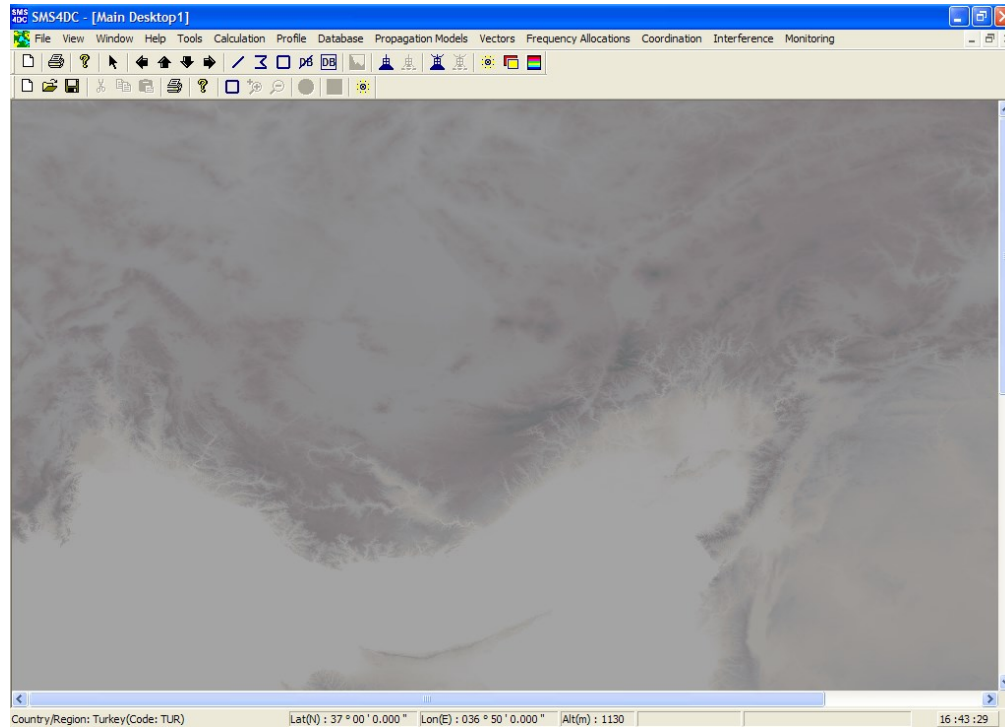 SMS4DC SMS4DC - [Main Desktop1]
File View Window Help Tools Calculation Profile Database Propagation Models Vectors Frequency Allocations Coordination Interference Monitoring
DB
Country/Region: Turkey(Code: TUR) Lat(N) : 37 ° 00 ' 0.000 " Lon(E) : 036 ° 50 ' 0.000 " Alt(m) : 1130 16 :43 :29